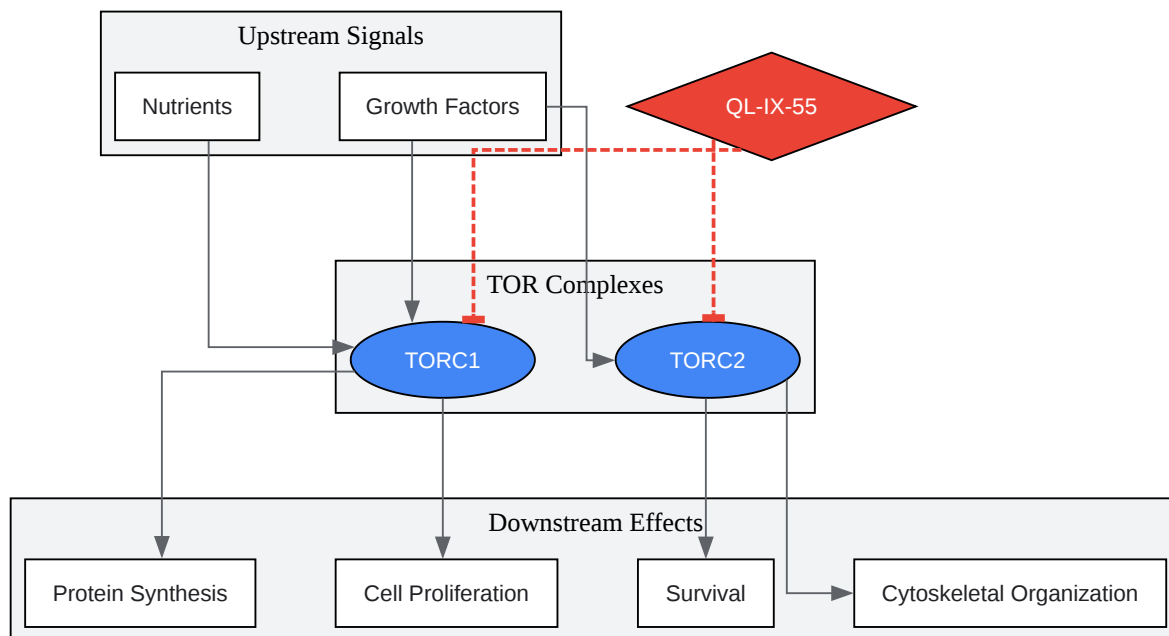 Upstream Signals
Nutrients
Growth Factors
QL-IX-55
TOR Complexes
TORC1
TORC2
Downstream Effects
Protein Synthesis
Cell Proliferation
Survival
Cytoskeletal Organization